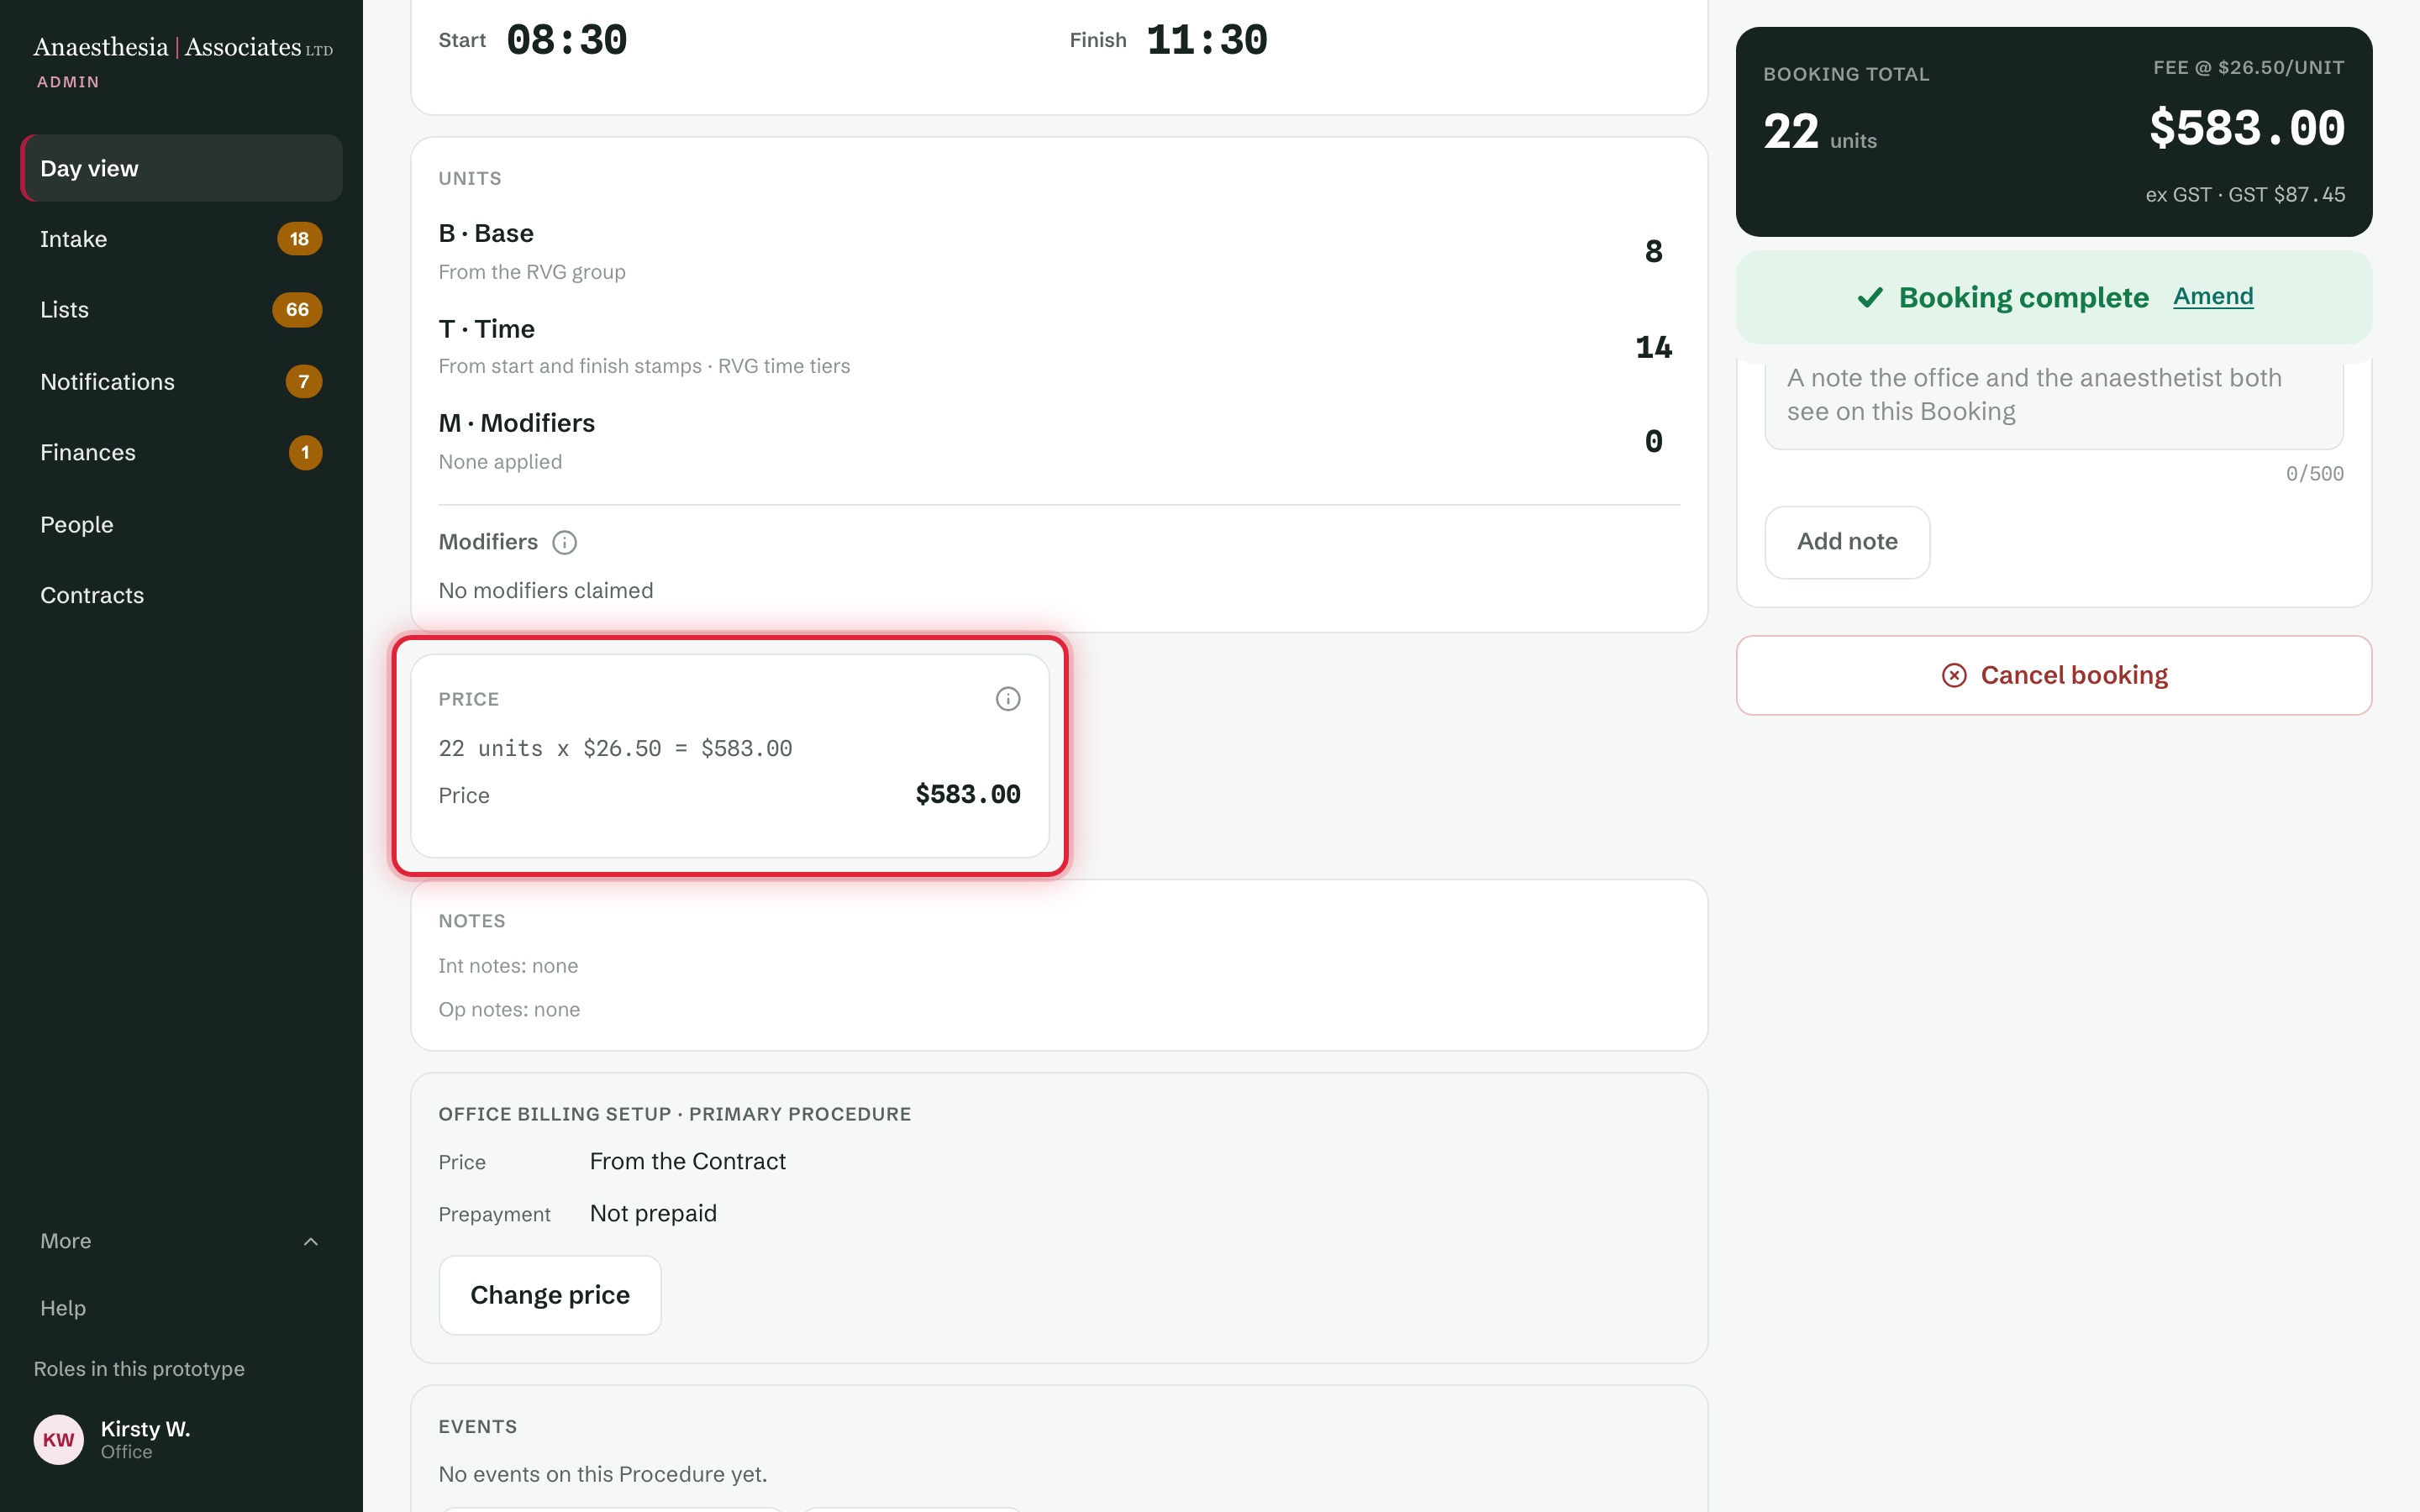 Anaesthesia | Associates LTD
ADMIN
Day view
Intake 18
Lists 66
Notifications 7
Finances 1
People
Contracts
More
Help
Roles in this prototype
KW
Kirsty W.
Office
Start 08:30 Finish 11:30
UNITS
B · Base
From the RVG group
8
T · Time
From start and finish stamps · RVG time tiers
14
M · Modifiers
None applied
0
Modifiers
No modifiers claimed
PRICE
22 units x $26.50 = $583.00
Price $583.00
NOTES
Int notes: none
Op notes: none
OFFICE BILLING SETUP · PRIMARY PROCEDURE
Price From the Contract
Prepayment Not prepaid
Change price
EVENTS
No events on this Procedure yet.
BOOKING TOTAL
FEE @ $26.50/UNIT
22 units
$583.00
ex GST · GST $87.45
Booking complete Amend
A note the office and the anaesthetist both
see on this Booking
0/500
Add note
Cancel booking